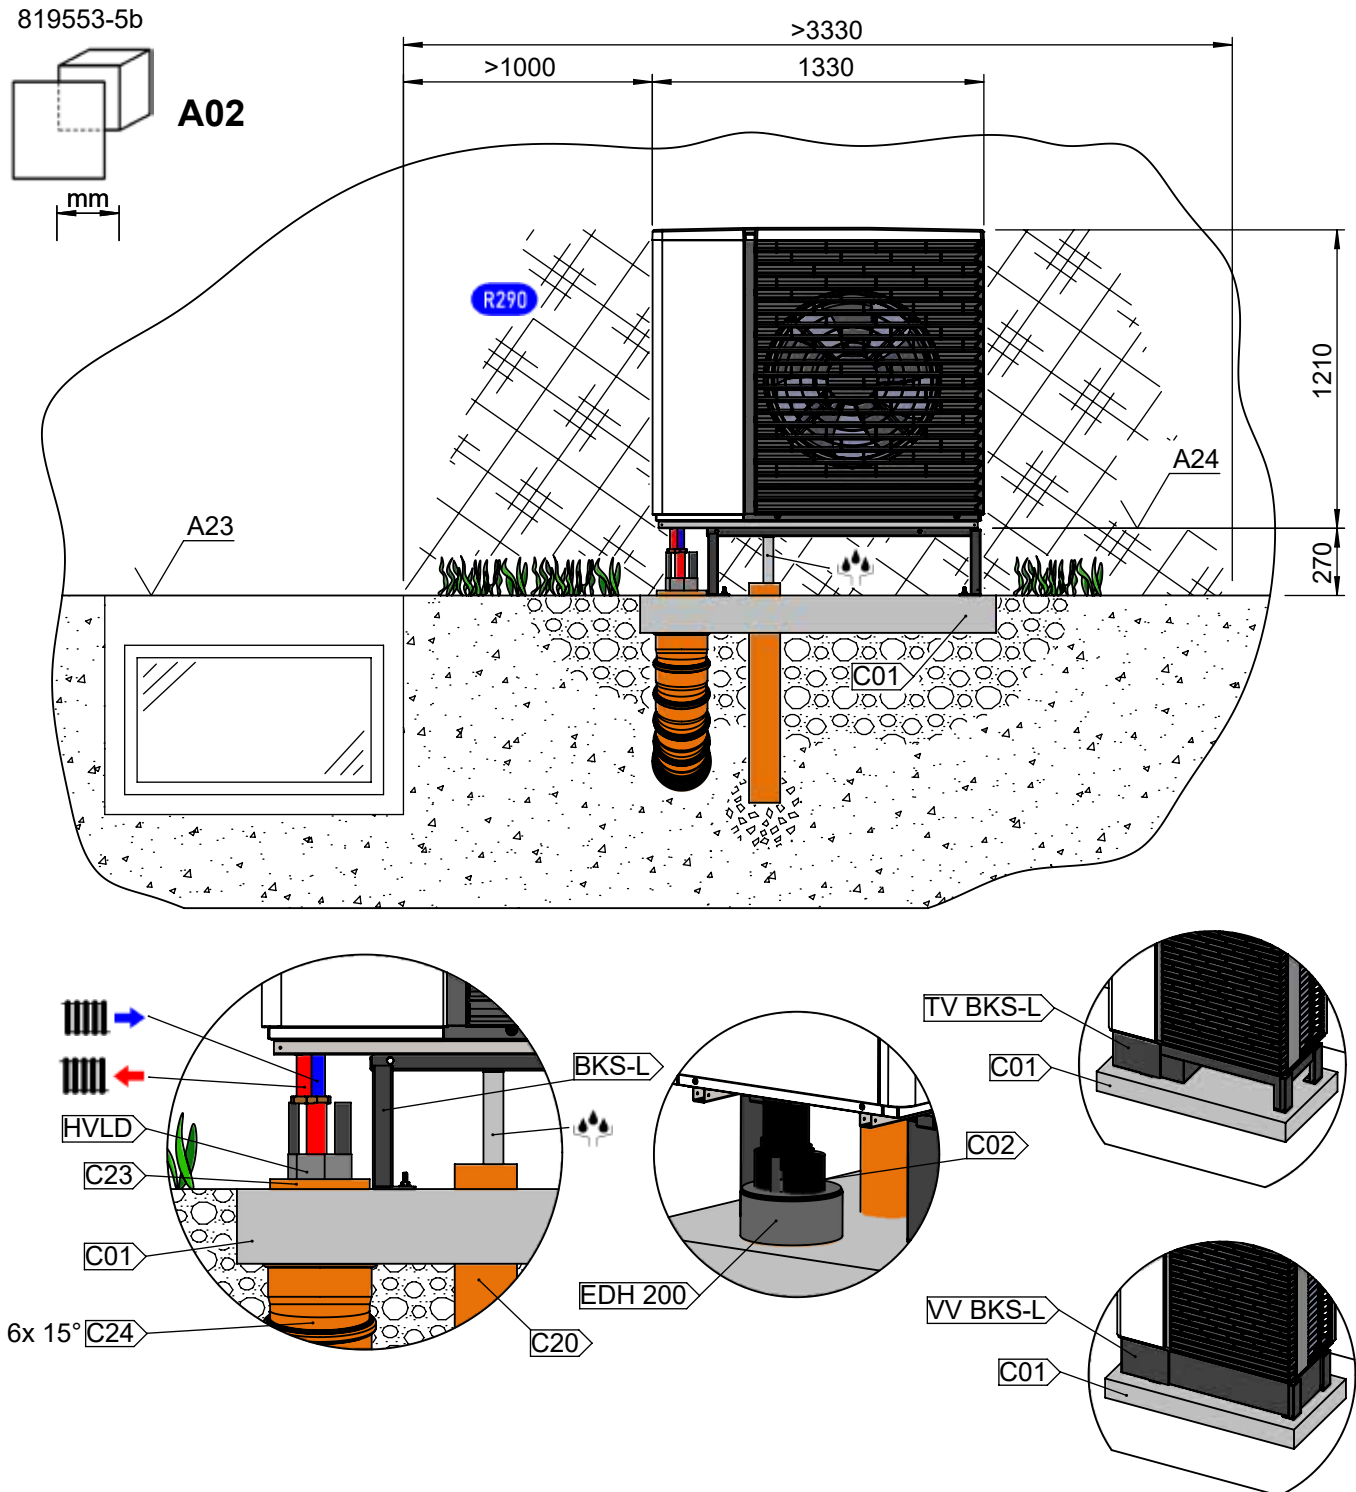 819553-5b
A02
mm
>3330
>1000
1330
R290
1210
A24
A23
270
C01
TV BKS-L
C01
BKS-L
HVLD
C23
C02
C01
EDH 200
6x 15° C24
C20
VV BKS-L
C01